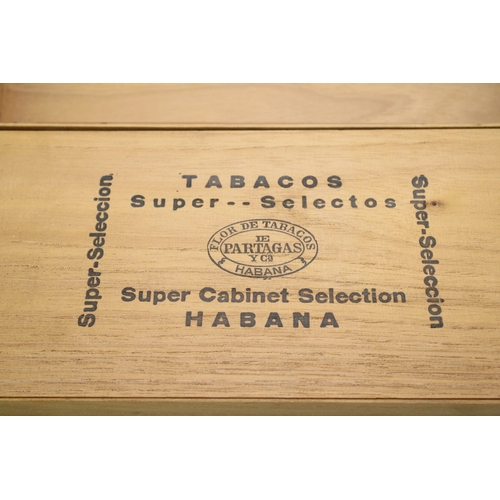 TABACOS
Super--Selectos
Super-Seleccion
Super-Seleccion
FLOR DE TABACOS
DE
PARTAGAS
Y Cª
HABANA
Super Cabinet Selection
HABANA